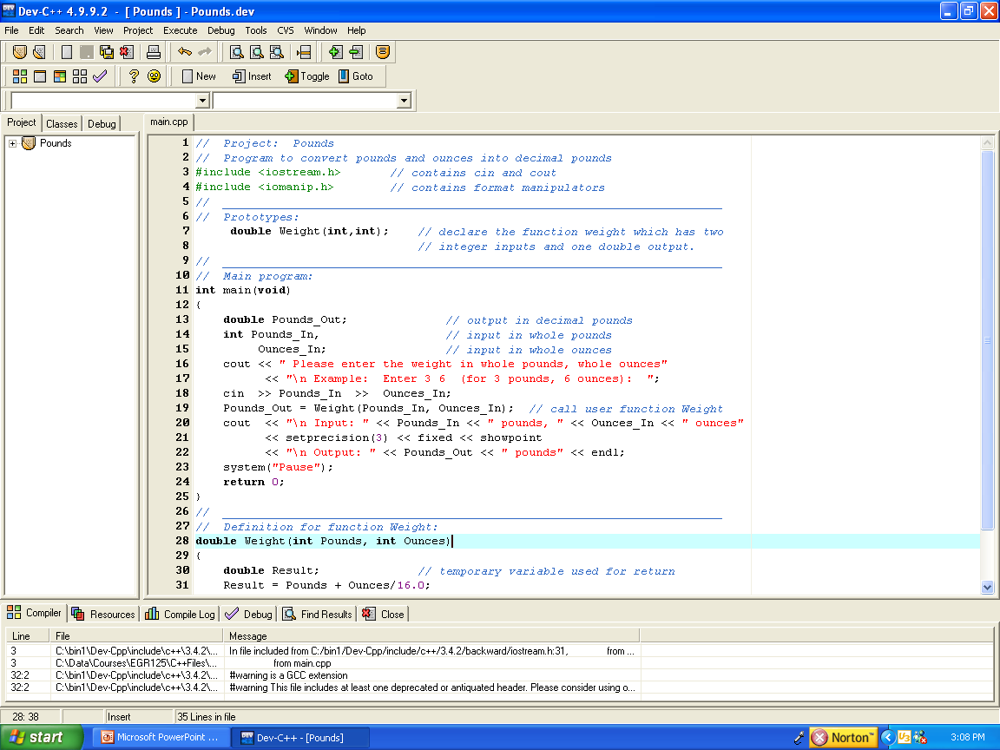 Dev-C++ 4.9.9.2 - [ Pounds ] - Pounds.dev
File Edit Search View Project Execute Debug Tools CVS Window Help
New Insert Toggle Goto
Project Classes Debug
main.cpp
Pounds
1 // Project: Pounds
2 // Program to convert pounds and ounces into decimal pounds
3 #include <iostream.h> // contains cin and cout
4 #include <iomanip.h> // contains format manipulators
5 // ________________________________________________________________________
6 // Prototypes:
7 double Weight(int,int); // declare the function weight which has two
8 // integer inputs and one double output.
9 // ________________________________________________________________________
10 // Main program:
11 int main(void)
12 {
13 double Pounds_Out; // output in decimal pounds
14 int Pounds_In, // input in whole pounds
15 Ounces_In; // input in whole ounces
16 cout << " Please enter the weight in whole pounds, whole ounces"
17 << "\n Example:  Enter 3 6  (for 3 pounds, 6 ounces):  ";
18 cin >> Pounds_In >> Ounces_In;
19 Pounds_Out = Weight(Pounds_In, Ounces_In); // call user function Weight
20 cout << "\n Input: " << Pounds_In << " pounds, " << Ounces_In << " ounces"
21 << setprecision(3) << fixed << showpoint
22 << "\n Output: " << Pounds_Out << " pounds" << endl;
23 system("Pause");
24 return 0;
25 }
26 // ________________________________________________________________________
27 // Definition for function Weight:
28 double Weight(int Pounds, int Ounces)
29 {
30 double Result; // temporary variable used for return
31 Result = Pounds + Ounces/16.0;
Compiler Resources Compile Log Debug Find Results Close
Line File Message
3 C:\bin1\Dev-Cpp\include\c++\3.4.2\... In file included from C:/bin1/Dev-Cpp/include/c++/3.4.2/backward/iostream.h:31, from ...
3 C:\Data\Courses\EGR125\C++Files\... from main.cpp
32:2 C:\bin1\Dev-Cpp\include\c++\3.4.2\... #warning is a GCC extension
32:2 C:\bin1\Dev-Cpp\include\c++\3.4.2\... #warning This file includes at least one deprecated or antiquated header. Please consider using o...
28: 38 Insert 35 Lines in file
start Microsoft PowerPoint ... Dev-C++ - [Pounds] Norton™ 3:08 PM